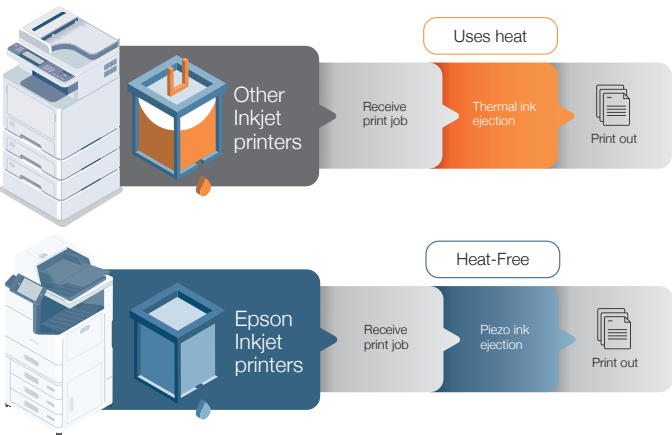 Uses heat
Other
Inkjet
printers
Receive
print job
Thermal ink
ejection
Print out
Heat-Free
Epson
Inkjet
printers
Receive
print job
Piezo ink
ejection
Print out